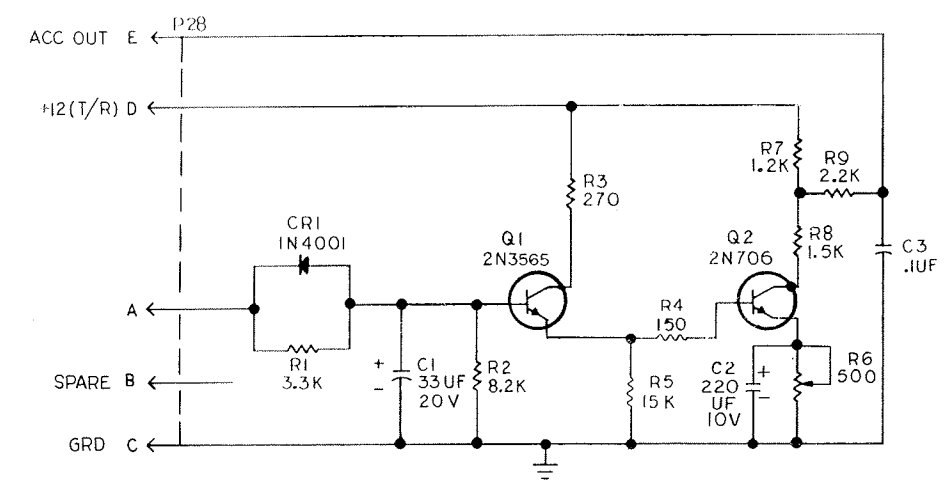 P28
ACC OUT E
+12(T/R) D
R7
1.2K
R9
2.2K
R3
270
CR1
1N4001
Q1
2N3565
Q2
2N706
R8
1.5K
C3
.1UF
A
R4
150
R1
3.3K
+
-
C1
33UF
20V
R2
8.2K
R5
15K
C2
220
UF
10V
+
-
R6
500
SPARE B
GRD C